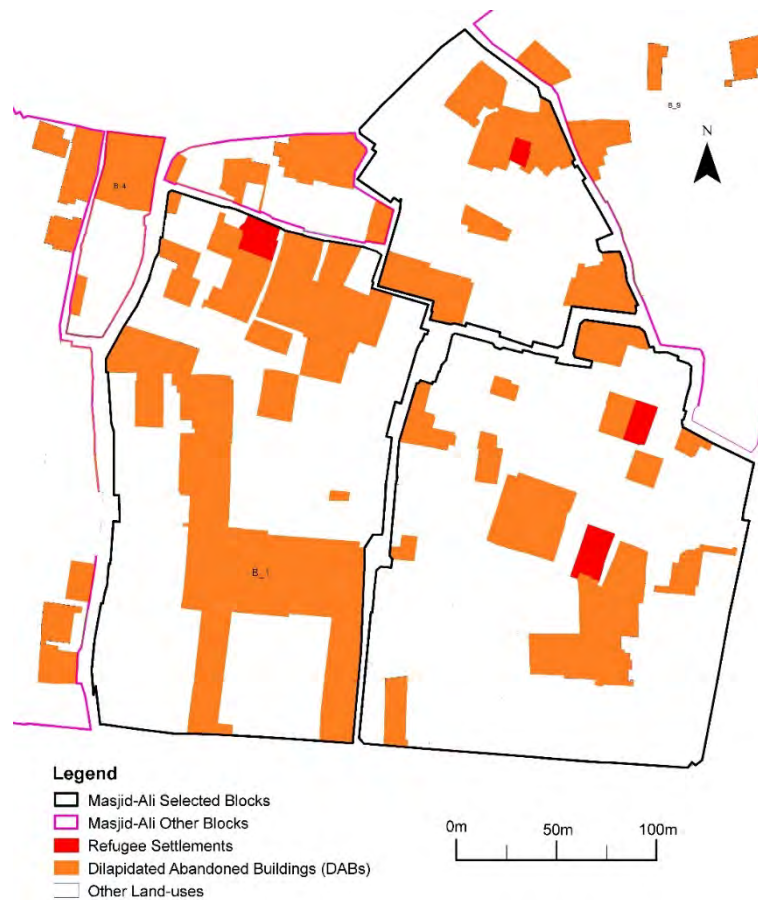 B_9
N
B-4
B_1
Legend
Masjid-Ali Selected Blocks
Masjid-Ali Other Blocks
Refugee Settlements
Dilapidated Abandoned Buildings (DABs)
Other Land-uses
0m 50m 100m